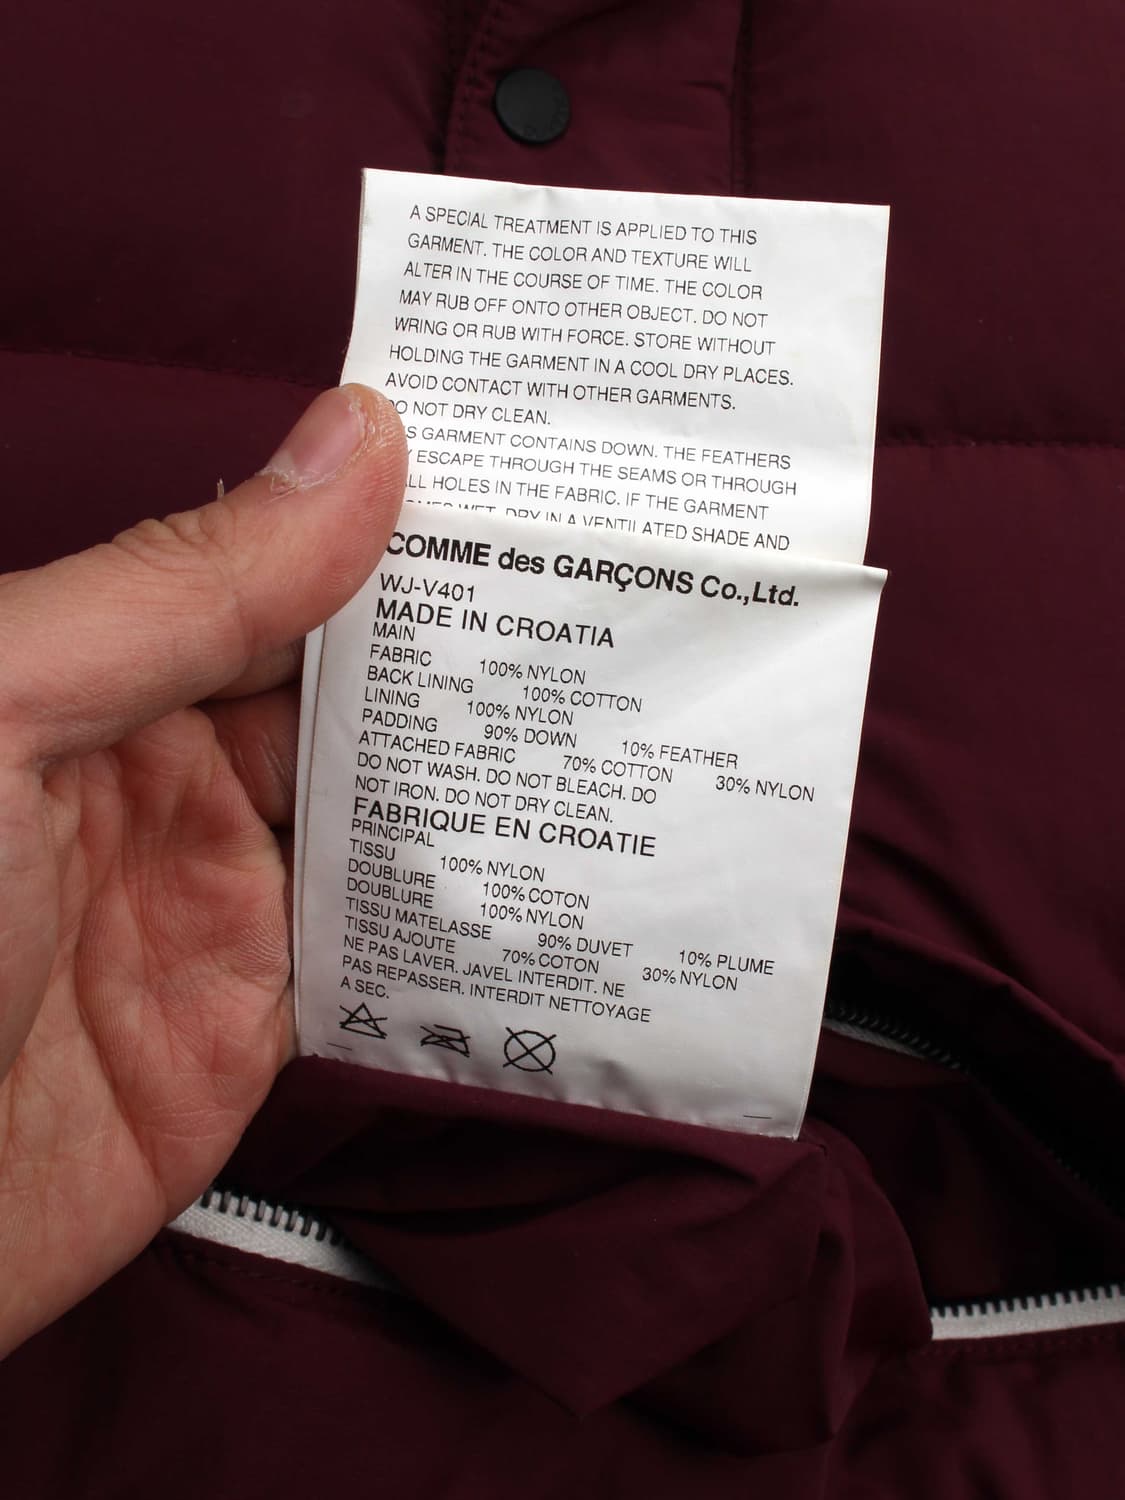 A SPECIAL TREATMENT IS APPLIED TO THIS
GARMENT. THE COLOR AND TEXTURE WILL
ALTER IN THE COURSE OF TIME. THE COLOR
MAY RUB OFF ONTO OTHER OBJECT. DO NOT
WRING OR RUB WITH FORCE. STORE WITHOUT
HOLDING THE GARMENT IN A COOL DRY PLACES.
AVOID CONTACT WITH OTHER GARMENTS.
DO NOT DRY CLEAN.
S GARMENT CONTAINS DOWN. THE FEATHERS
Y ESCAPE THROUGH THE SEAMS OR THROUGH
LL HOLES IN THE FABRIC. IF THE GARMENT
OMES WET, DRY IN A VENTILATED SHADE AND
COMME des GARÇONS Co.,Ltd.
WJ-V401
MADE IN CROATIA
MAIN
FABRIC 100% NYLON
BACK LINING 100% COTTON
LINING 100% NYLON
PADDING 90% DOWN 10% FEATHER
ATTACHED FABRIC 70% COTTON 30% NYLON
DO NOT WASH. DO NOT BLEACH. DO
NOT IRON. DO NOT DRY CLEAN.
FABRIQUE EN CROATIE
PRINCIPAL
TISSU 100% NYLON
DOUBLURE 100% COTON
DOUBLURE 100% NYLON
TISSU MATELASSE 90% DUVET 10% PLUME
TISSU AJOUTE 70% COTON 30% NYLON
NE PAS LAVER. JAVEL INTERDIT. NE
PAS REPASSER. INTERDIT NETTOYAGE
A SEC.